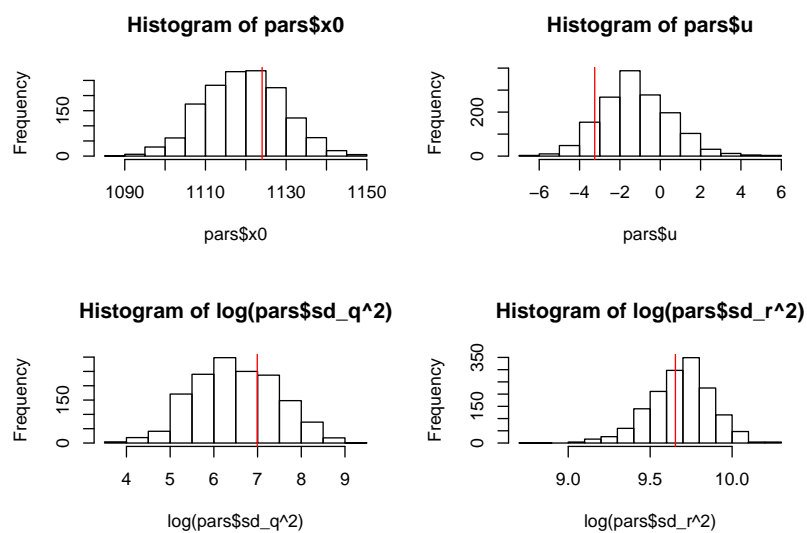 Histogram of pars$x0
Frequency
0
150
1090
1110
1130
1150
pars$x0
Histogram of pars$u
Frequency
0
200
−6
−4
−2
0
2
4
6
pars$u
Histogram of log(pars$sd_q^2)
Frequency
0
150
4
5
6
7
8
9
log(pars$sd_q^2)
Histogram of log(pars$sd_r^2)
Frequency
0
150
350
9.0
9.5
10.0
log(pars$sd_r^2)